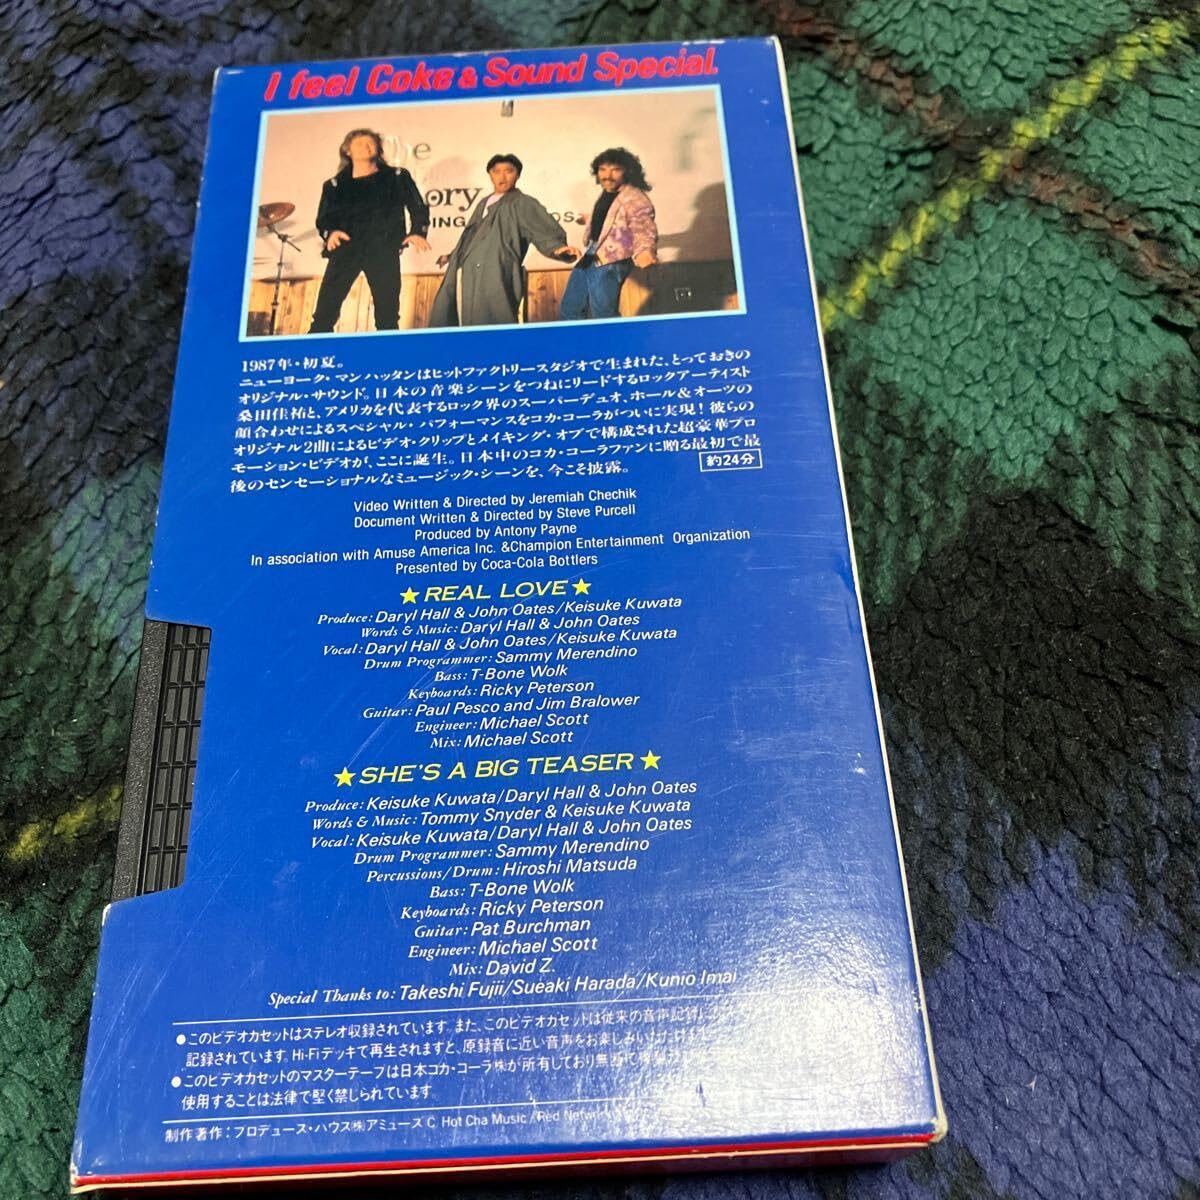 I feel Coke & Sound Special.
The
ory
DING
OS
1987年・初夏。
ニューヨーク・マンハッタンはヒットファクトリースタジオで生まれた、とっておきの
オリジナル・サウンド。日本の音楽シーンをつねにリードするロックアーティスト
桑田佳祐と、アメリカを代表するロック界のスーパーデュオ、ホール&オーツの
顔合わせによるスペシャル・パフォーマンスをコカ・コーラがついに実現!彼らの
オリジナル2曲によるビデオ・クリップとメイキング・オブで構成された超豪華プロ
モーション・ビデオが、ここに誕生。日本中のコカ・コーラファンに贈る最初で最
後のセンセーショナルなミュージック・シーンを、今こそ披露。
約24分
Video Written & Directed by Jeremiah Chechik
Document Written & Directed by Steve Purcell
Produced by Antony Payne
In association with Amuse America Inc. &Champion Entertainment Organization
Presented by Coca-Cola Bottlers
★REAL LOVE★
Produce: Daryl Hall & John Oates/Keisuke Kuwata
Words & Music: Daryl Hall & John Oates
Vocal: Daryl Hall & John Oates/Keisuke Kuwata
Drum Programmer: Sammy Merendino
Bass: T-Bone Wolk
Keyboards: Ricky Peterson
Guitar: Paul Pesco and Jim Bralower
Engineer: Michael Scott
Mix: Michael Scott
★SHE'S A BIG TEASER★
Produce: Keisuke Kuwata/Daryl Hall & John Oates
Words & Music: Tommy Snyder & Keisuke Kuwata
Vocal: Keisuke Kuwata/Daryl Hall & John Oates
Drum Programmer: Sammy Merendino
Percussions/Drum: Hiroshi Matsuda
Bass: T-Bone Wolk
Keyboards: Ricky Peterson
Guitar: Pat Burchman
Engineer: Michael Scott
Mix: David Z.
Special Thanks to: Takeshi Fujii/Sueaki Harada/Kunio Imai
●このビデオカセットはステレオ収録されています。また、このビデオカセットは従来の音声記録に
記録されています。Hi-Fiデッキで再生されますと、原録音に近い音声をお楽しみいただけま
●このビデオカセットのマスターテープは日本コカ・コーラ㈱が所有しており無断で複製
使用することは法律で堅く禁じられています。
制作著作:プロデュース・ハウス㈱アミューズ C Hot Cha Music / Red Network